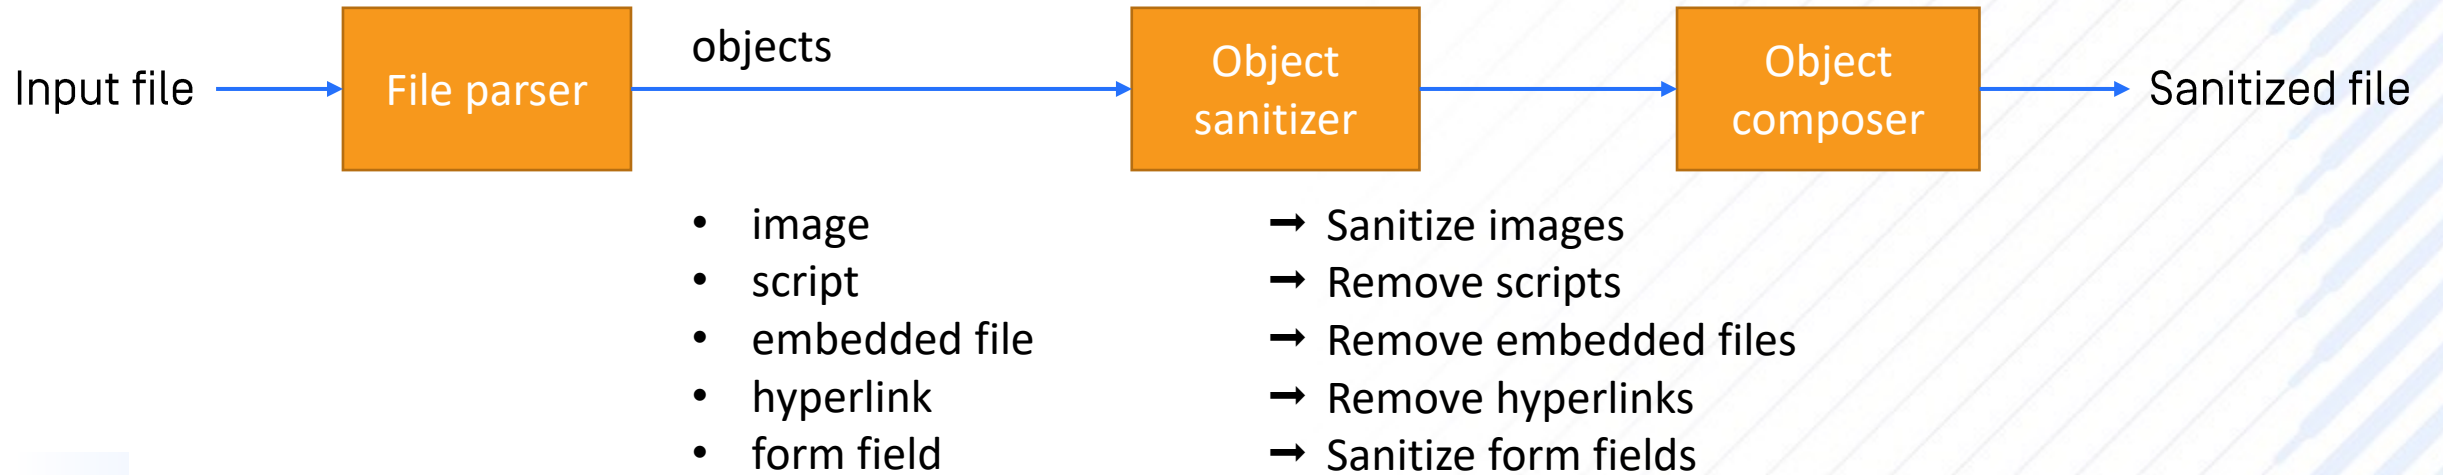 Input file
File parser
objects
Object
sanitizer
Object
composer
Sanitized file
• image
• script
• embedded file
• hyperlink
• form field
➞ Sanitize images
➞ Remove scripts
➞ Remove embedded files
➞ Remove hyperlinks
➞ Sanitize form fields